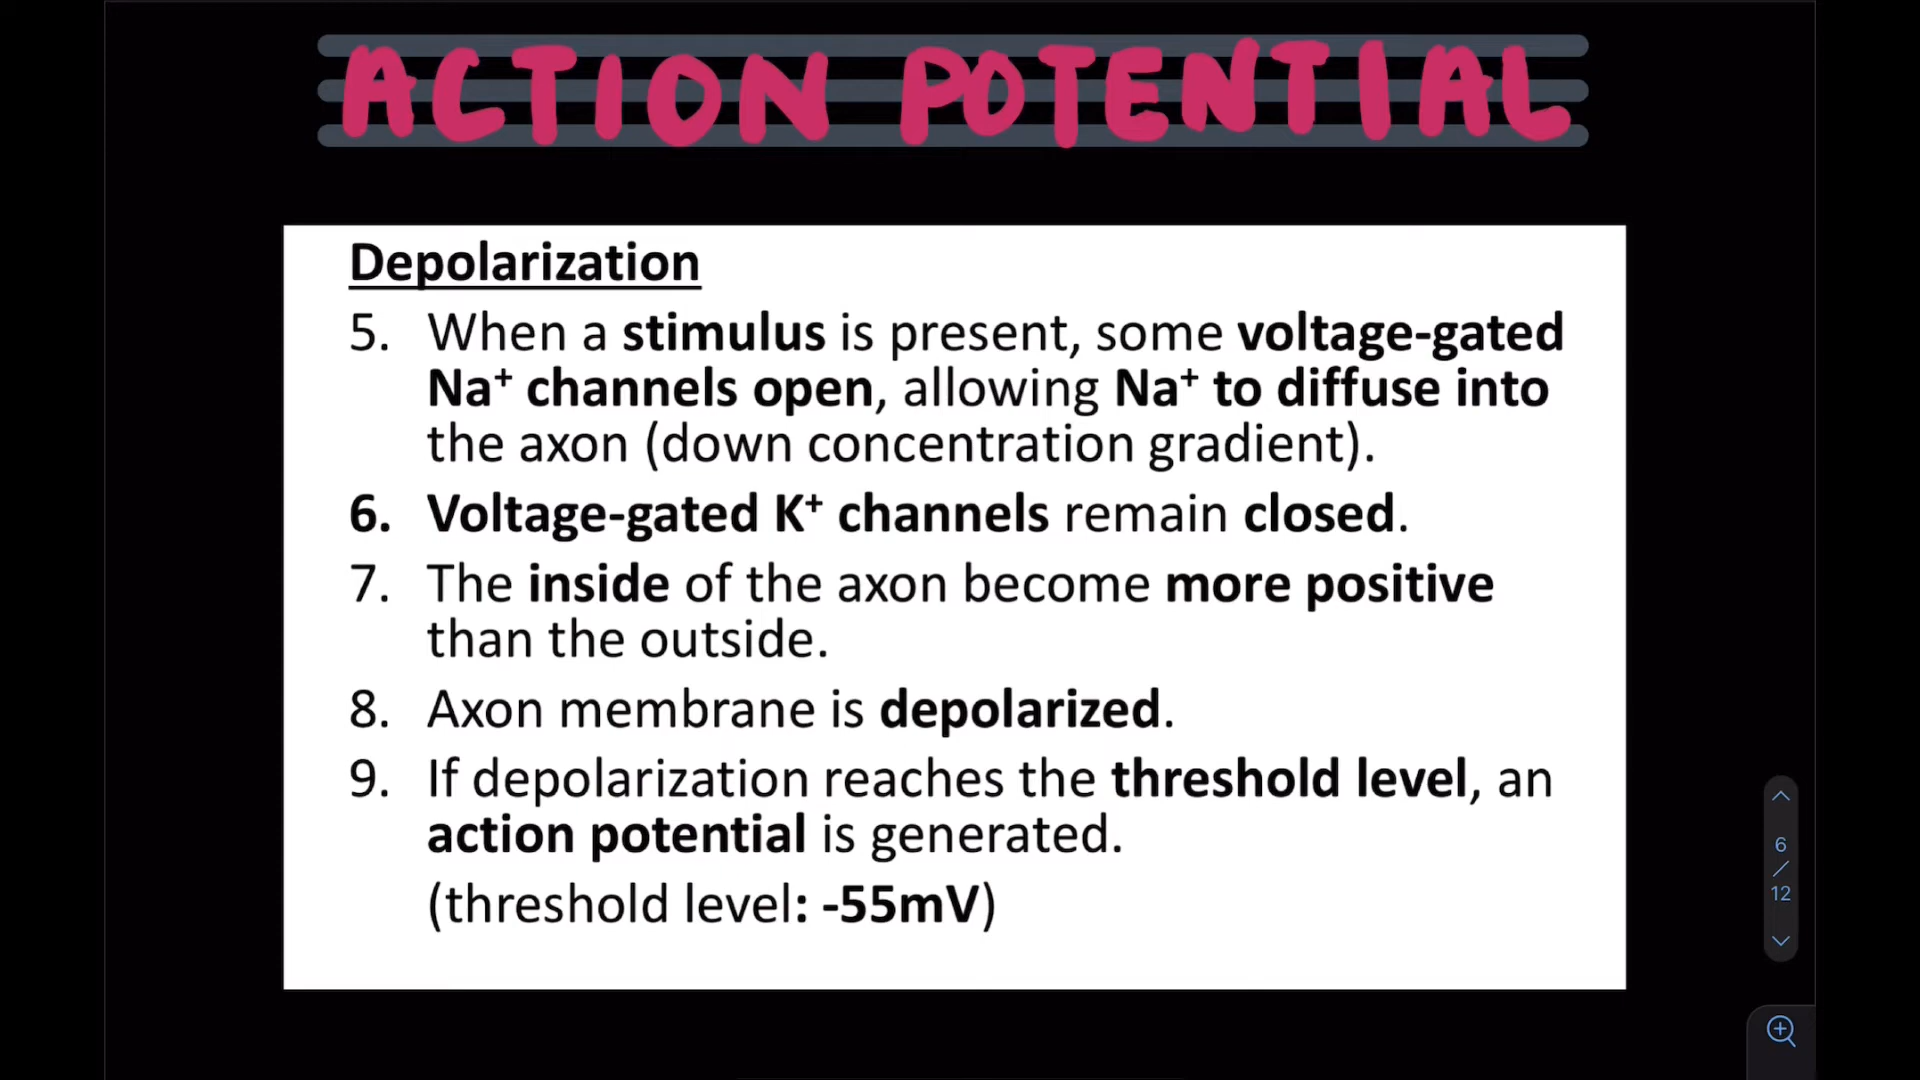 ACTION POTENTIAL
Depolarization
5. When a stimulus is present, some voltage-gated
Na⁺ channels open, allowing Na⁺ to diffuse into
the axon (down concentration gradient).
6. Voltage-gated K⁺ channels remain closed.
7. The inside of the axon become more positive
than the outside.
8. Axon membrane is depolarized.
9. If depolarization reaches the threshold level, an
action potential is generated.
(threshold level: -55mV)
6
/
12